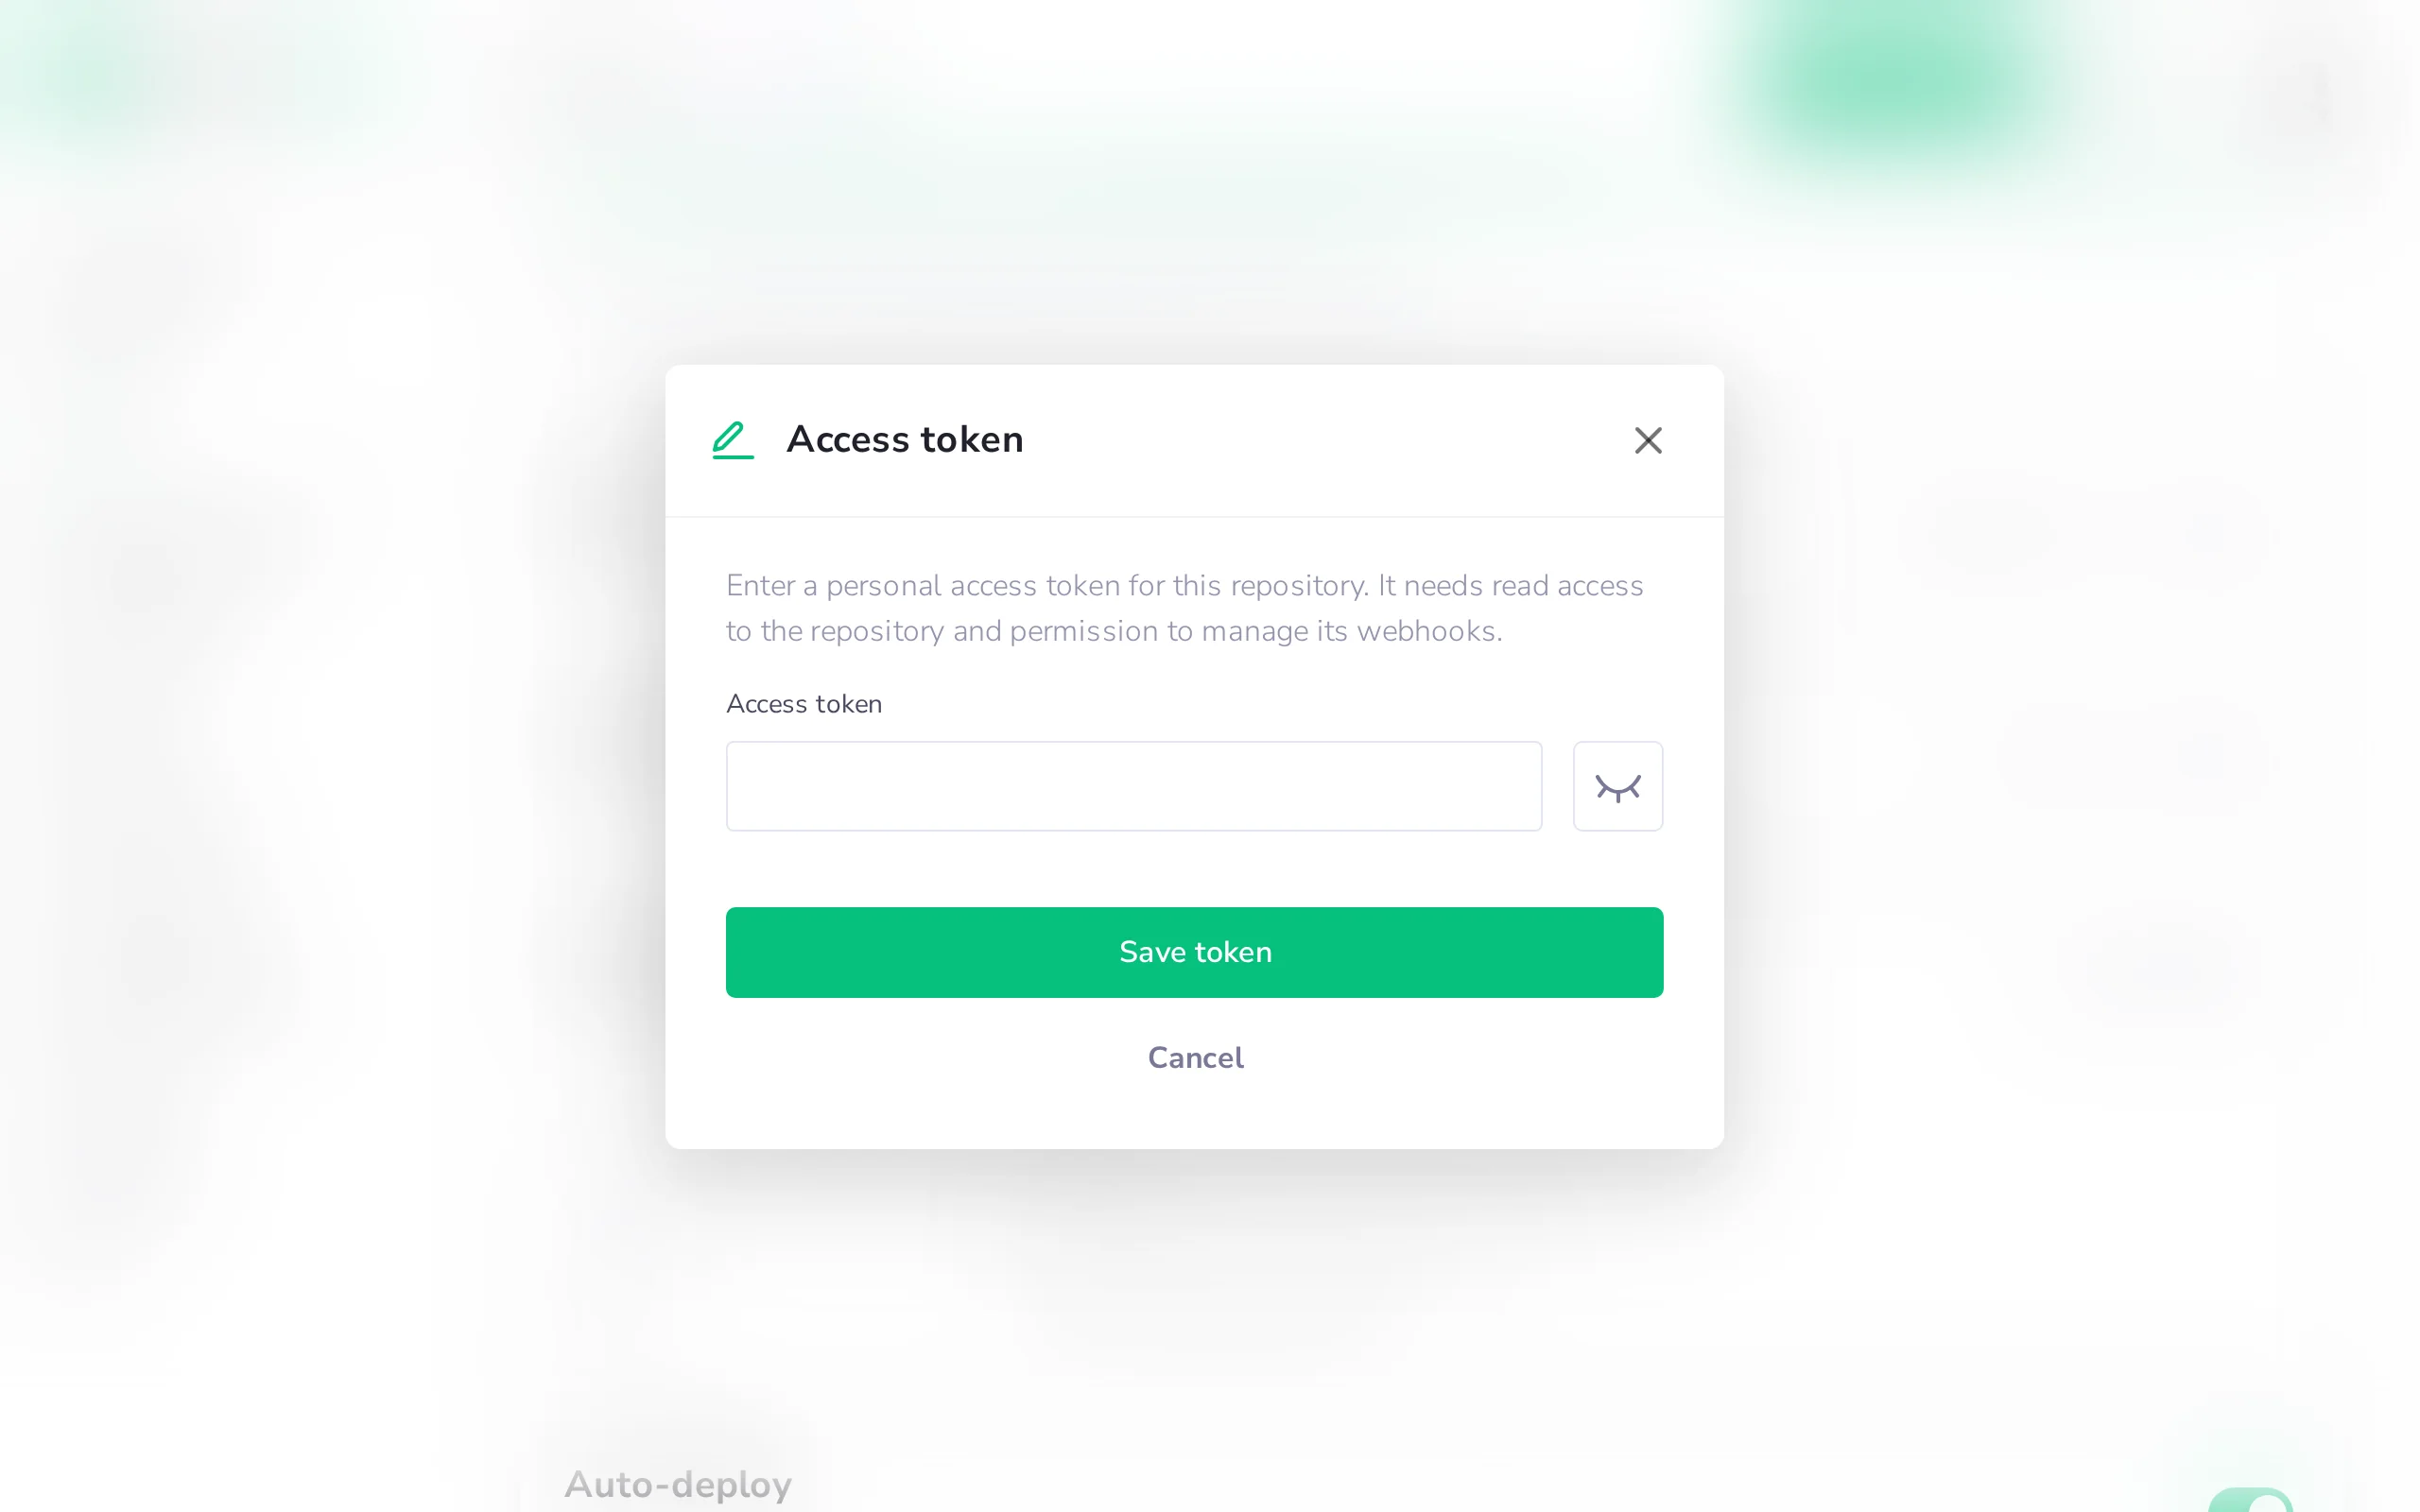 Access token
Enter a personal access token for this repository. It needs read access
to the repository and permission to manage its webhooks.
Access token
Save token
Cancel
Auto-deploy